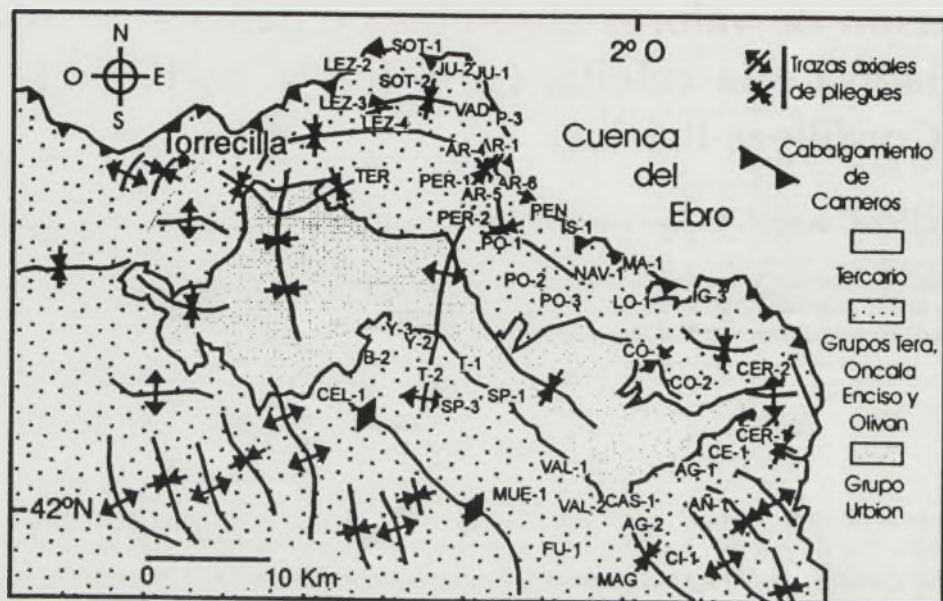 N
O E
S
2º O
Trazas axiales
de pliegues
Cuenca
del
Ebro
Cabalgamiento
de
Cameros
Terciario
Grupos Tera,
Oncala
Enciso y
Olivan
Grupo
Urbion
Torrecilla
SOT-1
LEZ-2
JU-2
JU-1
SOT-2
LEZ-3
VAD
P-3
LEZ-4
AR-1
TER
PER-1
AR-6
AR-5
PEN
PER-2
IS-1
PO-1
MA-1
NAV-1
PO-2
PO-3
LO-1
IG-3
Y-3
Y-2
B-2
T-1
T-2
CO-2
CER-2
CEL-1
SP-3
SP-1
CER-1
CE-1
VAL-1
AG-1
MUE-1
VAL-2
CAS-1
AÑ-1
AG-2
42ºN
FU-1
CI-1
MAG
0 10 Km